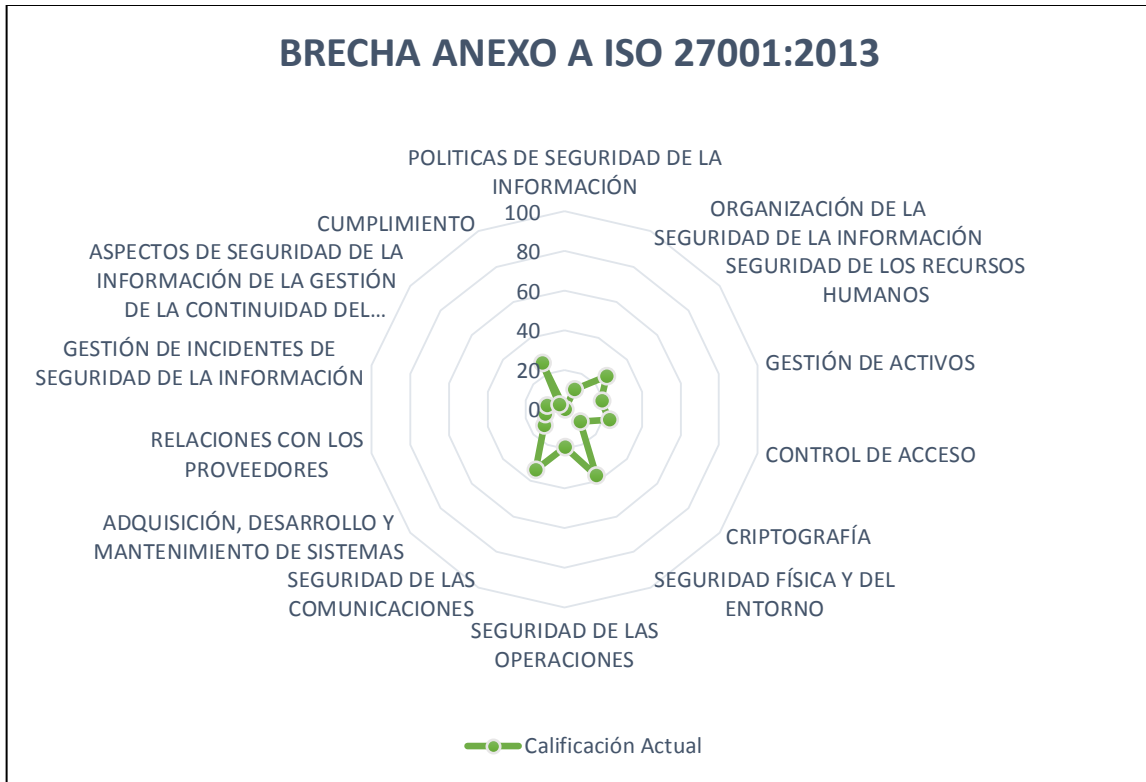 BRECHA ANEXO A ISO 27001:2013
POLITICAS DE SEGURIDAD DE LA
INFORMACIÓN
ORGANIZACIÓN DE LA
SEGURIDAD DE LA INFORMACIÓN
SEGURIDAD DE LOS RECURSOS
HUMANOS
GESTIÓN DE ACTIVOS
CONTROL DE ACCESO
CRIPTOGRAFÍA
SEGURIDAD FÍSICA Y DEL
ENTORNO
SEGURIDAD DE LAS
OPERACIONES
SEGURIDAD DE LAS
COMUNICACIONES
ADQUISICIÓN, DESARROLLO Y
MANTENIMIENTO DE SISTEMAS
RELACIONES CON LOS
PROVEEDORES
GESTIÓN DE INCIDENTES DE
SEGURIDAD DE LA INFORMACIÓN
ASPECTOS DE SEGURIDAD DE LA
INFORMACIÓN DE LA GESTIÓN
DE LA CONTINUIDAD DEL...
CUMPLIMIENTO
100
80
60
40
20
0
Calificación Actual